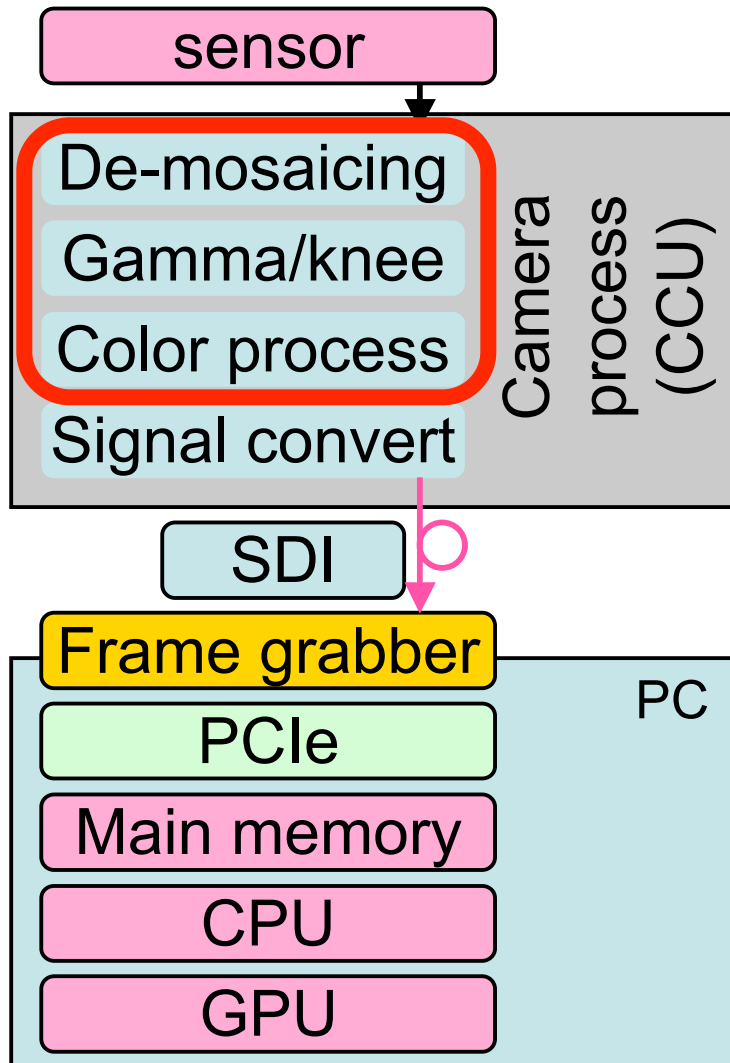 sensor
De-mosaicing
Gamma/knee
Color process
Signal convert
Camera
process
(CCU)
SDI
Frame grabber
PC
PCIe
Main memory
CPU
GPU